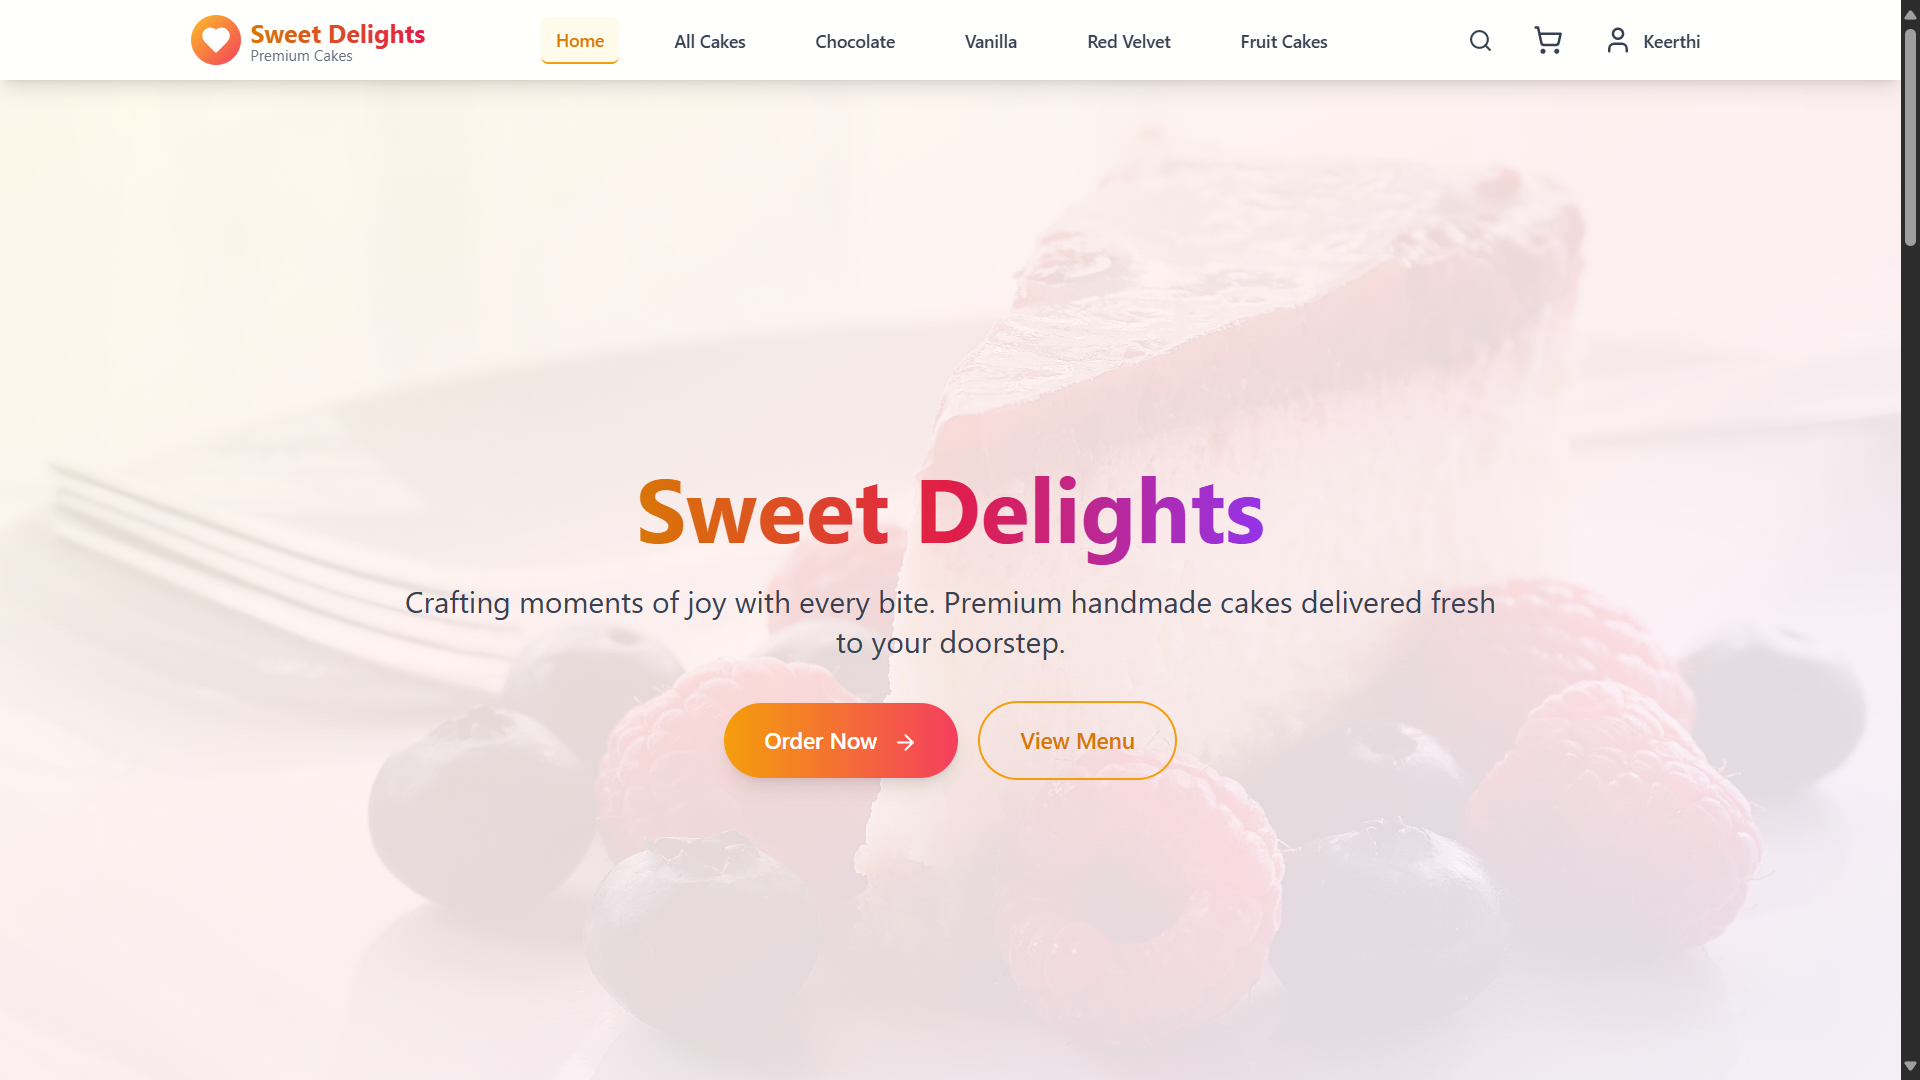 Sweet Delights
Premium Cakes
Home
All Cakes
Chocolate
Vanilla
Red Velvet
Fruit Cakes
Keerthi
Sweet Delights
Crafting moments of joy with every bite. Premium handmade cakes delivered fresh
to your doorstep.
Order Now
View Menu